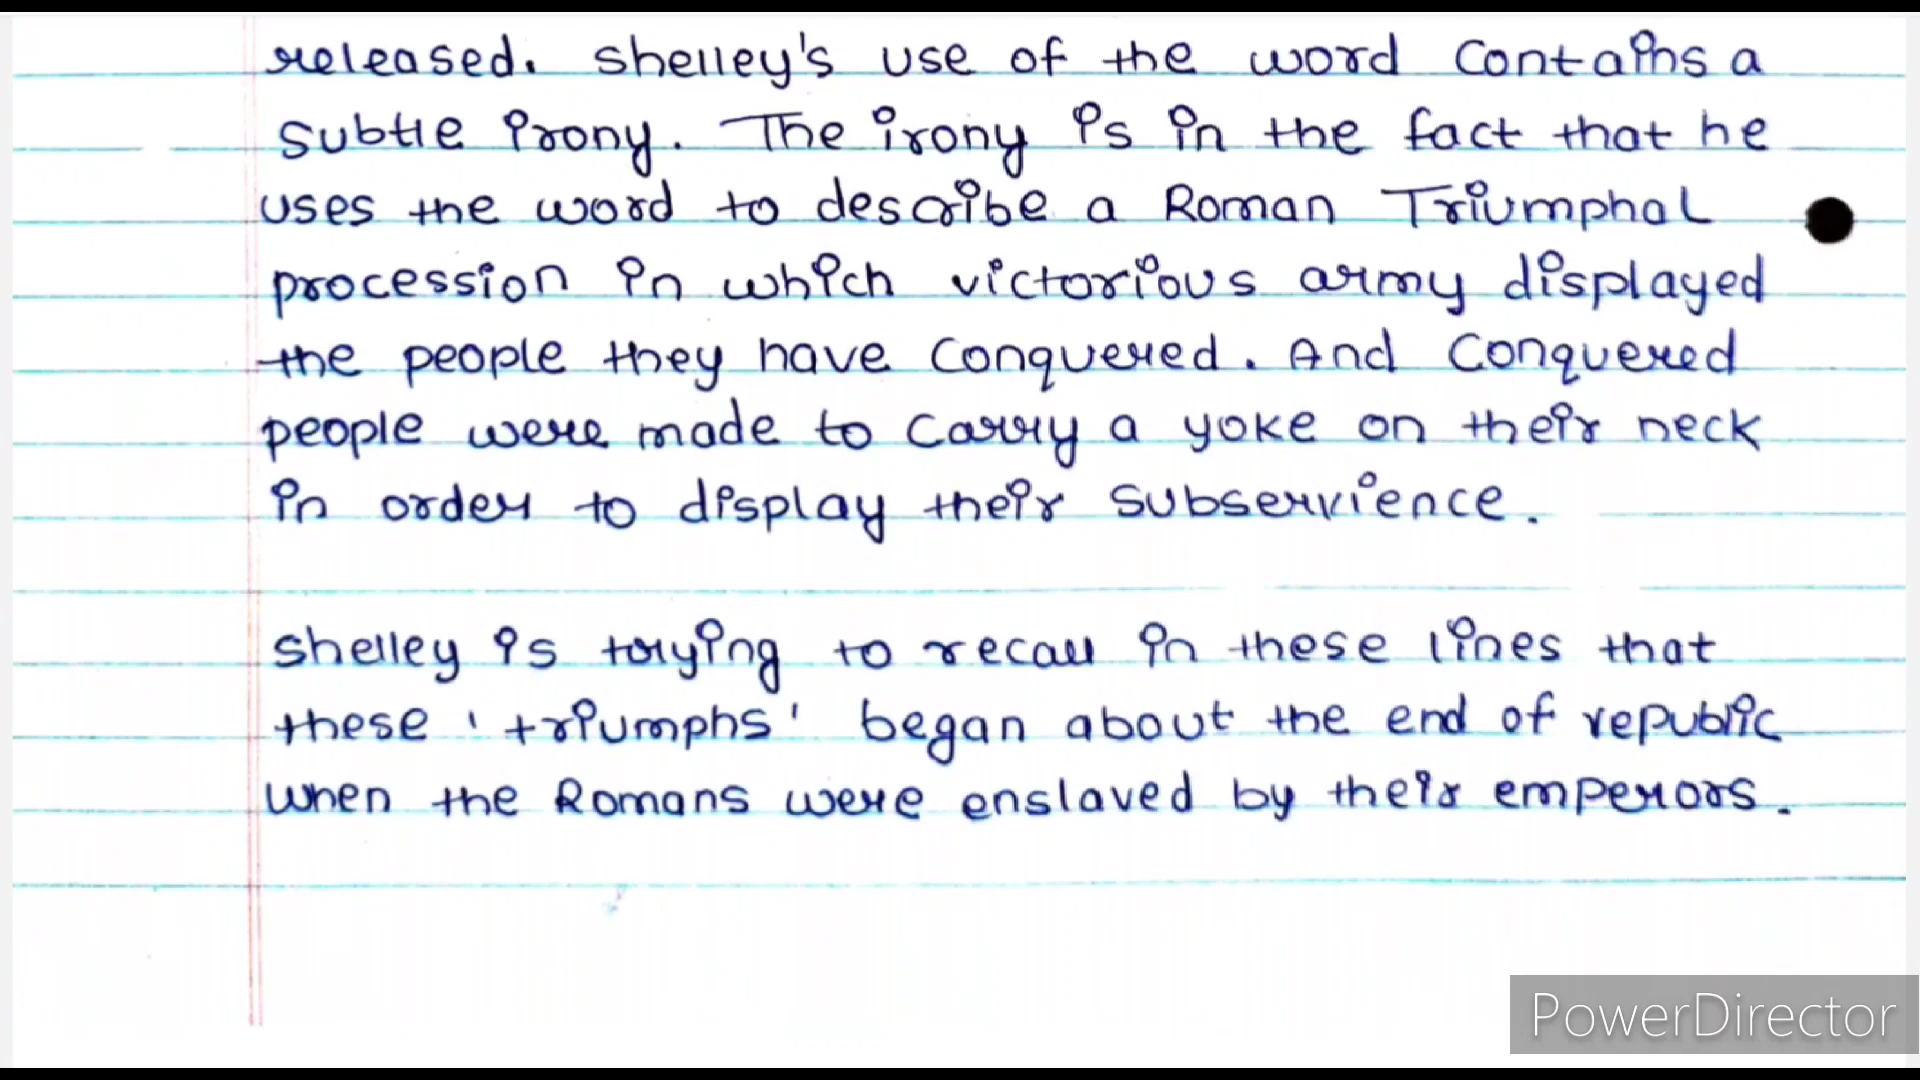 released. Shelley's use of the word contains a
subtle irony. The irony is in the fact that he
uses the word to describe a Roman Triumphal
procession in which victorious army displayed
the people they have conquered. And conquered
people were made to carry a yoke on their neck
in order to display their subservience.
Shelley is trying to recall in these lines that
these 'triumphs' began about the end of republic
when the Romans were enslaved by their emperors.
PowerDirector